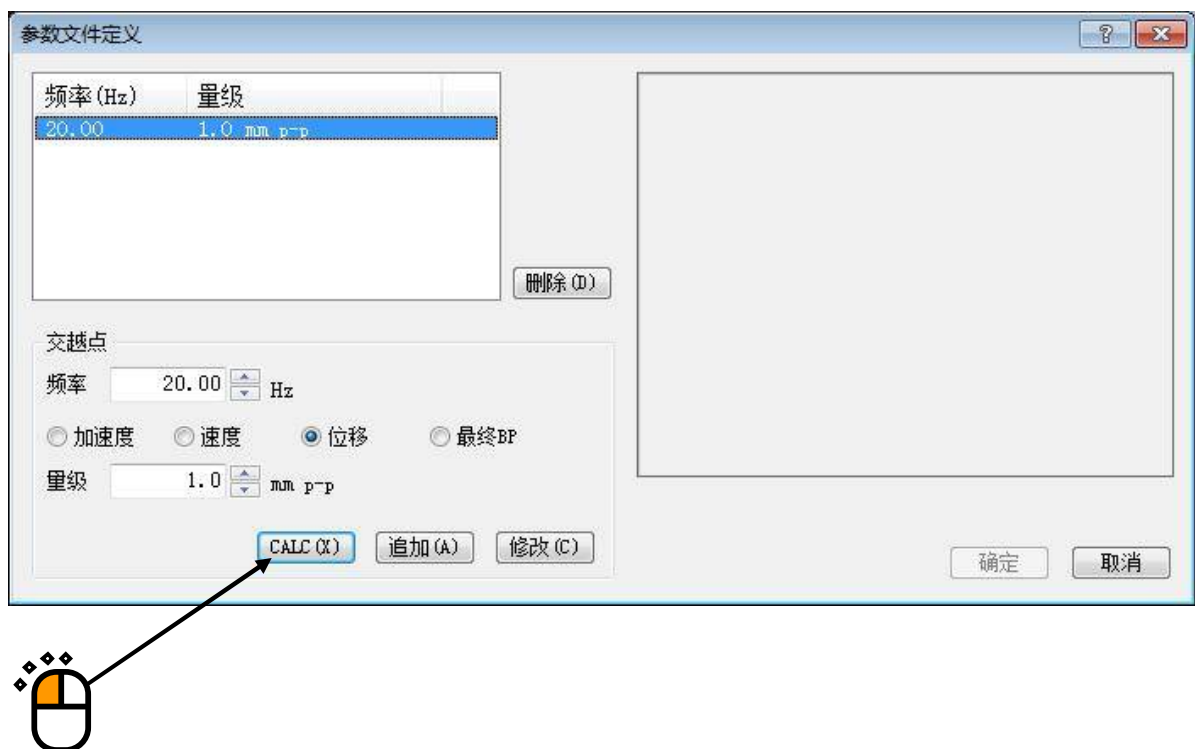 参数文件定义
频率(Hz) 量级
20.00 1.0 mm p-p
删除(D)
交越点
频率 20.00 Hz
加速度 速度 位移 最终BP
量级 1.0 mm p-p
CALC(X) 追加(A) 修改(C)
确定 取消